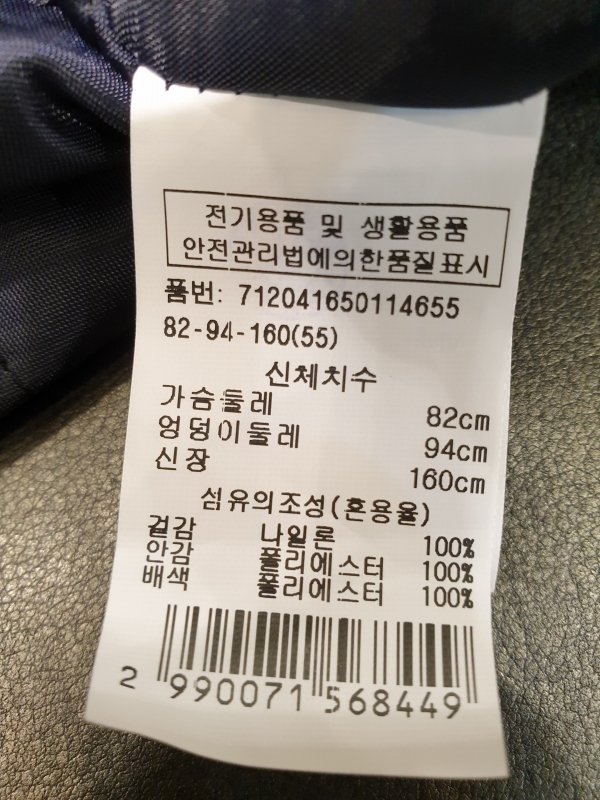 전기용품 및 생활용품
안전관리법에의한품질표시
품번: 712041650114655
82-94-160(55)
신체치수
가슴둘레 82cm
엉덩이둘레 94cm
신장 160cm
섬유의조성(혼용율)
겉감 나일론 100%
안감 폴리에스터 100%
배색 폴리에스터 100%
2 990071 568449